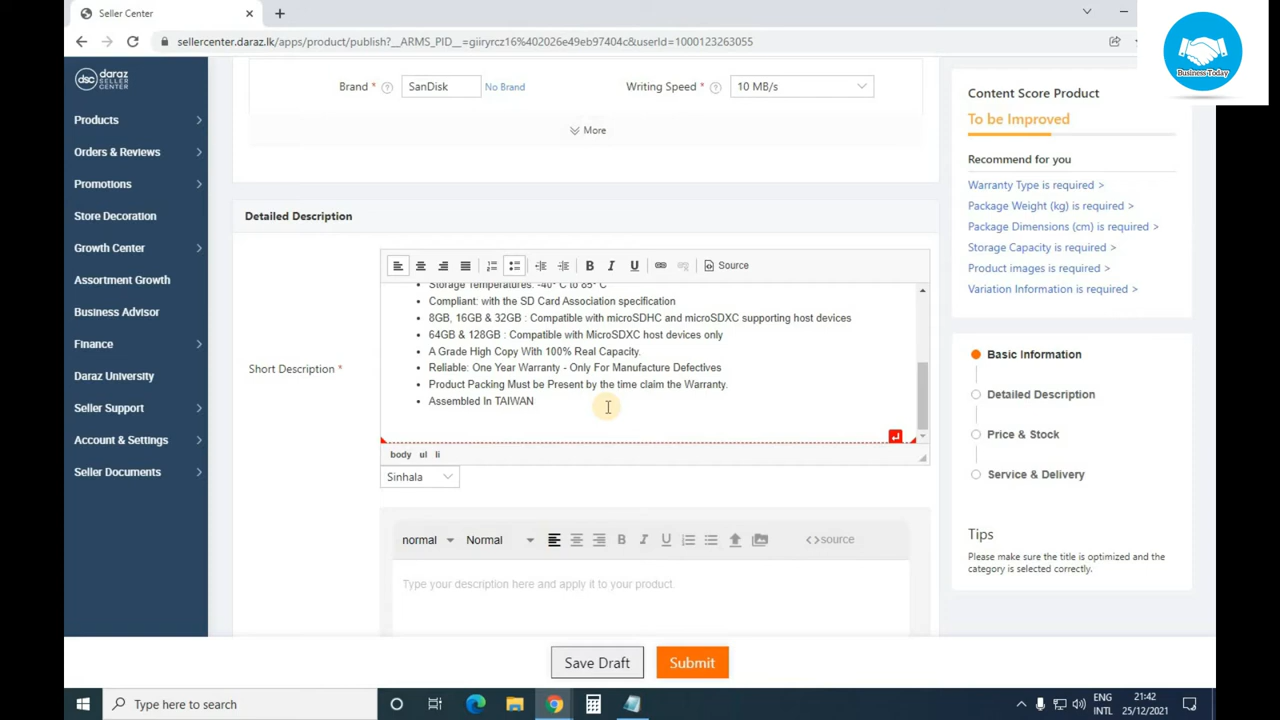 Seller Center
sellercenter.daraz.lk/apps/product/publish?__ARMS_PID__=giiryrcz16%402026e49eb97404c&userId=1000123263055
Business Today
daraz
dsc
SELLER
CENTER
Products
Orders & Reviews
Promotions
Store Decoration
Growth Center
Assortment Growth
Business Advisor
Finance
Daraz University
Seller Support
Account & Settings
Seller Documents
Brand * SanDisk No Brand Writing Speed * 10 MB/s
More
Detailed Description
Source
Short Description *
Storage Temperatures: -40° C to 85° C
Compliant: with the SD Card Association specification
8GB, 16GB & 32GB : Compatible with microSDHC and microSDXC supporting host devices
64GB & 128GB : Compatible with MicroSDXC host devices only
A Grade High Copy With 100% Real Capacity.
Reliable: One Year Warranty - Only For Manufacture Defectives
Product Packing Must be Present by the time claim the Warranty.
Assembled In TAIWAN
body ul li
Sinhala
normal Normal source
Type your description here and apply it to your product.
Save Draft Submit
Content Score Product
To be Improved
Recommend for you
Warranty Type is required >
Package Weight (kg) is required >
Package Dimensions (cm) is required >
Storage Capacity is required >
Product images is required >
Variation Information is required >
Basic Information
Detailed Description
Price & Stock
Service & Delivery
Tips
Please make sure the title is optimized and the
category is selected correctly.
Type here to search
ENG
INTL
21:42
25/12/2021